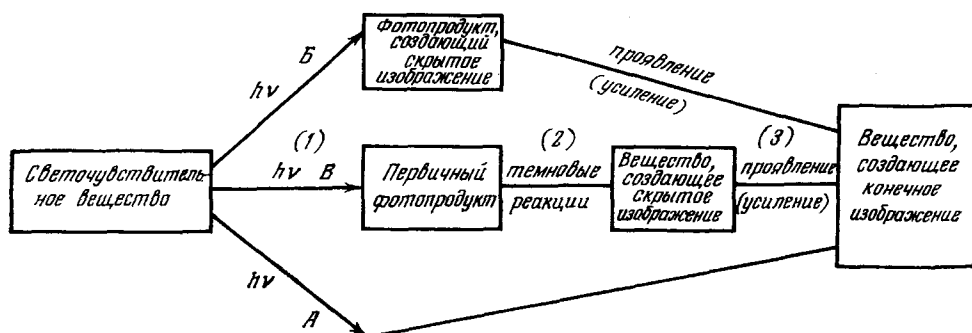 Фотопродукт,
создающий
скрытое
изображение
Б
hν
проявление
(усиление)
Светочувствитель-
ное вещество
(1)
hν В
Первичный
фотопродукт
(2)
темновые
реакции
Вещество,
создающее
скрытое
изображение
(3)
проявление
(усиление)
Вещество,
создающее
конечное
изображение
hν
А